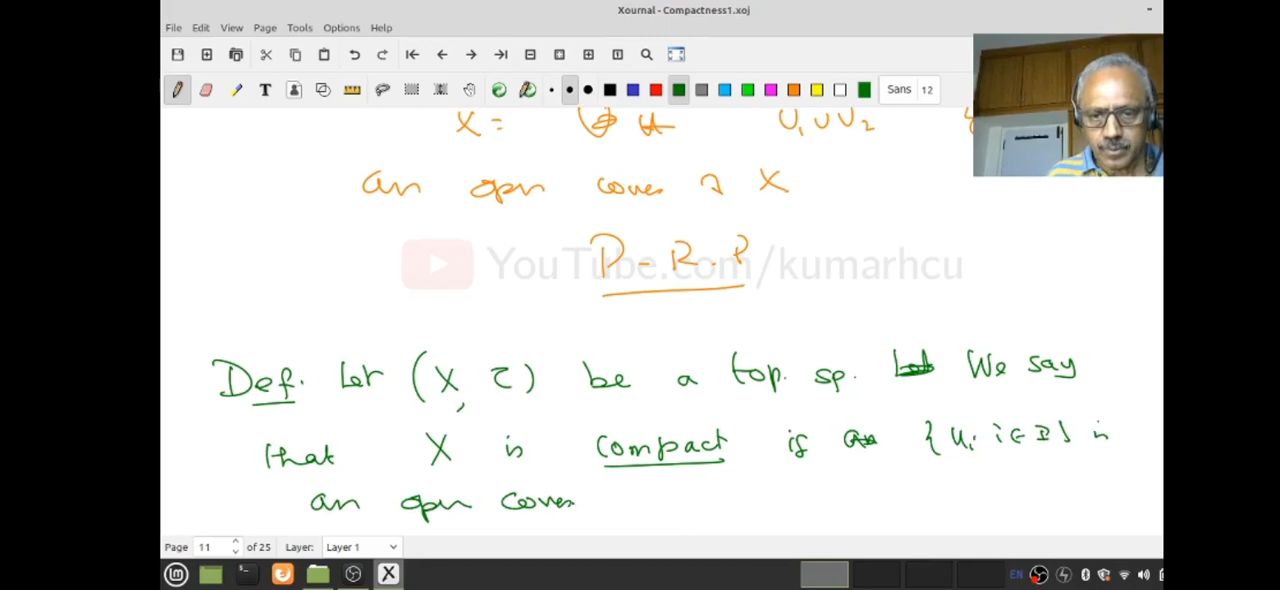 Xournal - Compactness1.xoj
File Edit View Page Tools Options Help
Sans 12
X = U₁ ∪ U₂
an open cover of X
P - R - P
YouTube.com/kumarhcu
Def. Let (X, τ) be a top. sp. We say
that X is compact if {Uᵢ i ∈ I} is
an open cover
Page 11 of 25 Layer: Layer 1
EN